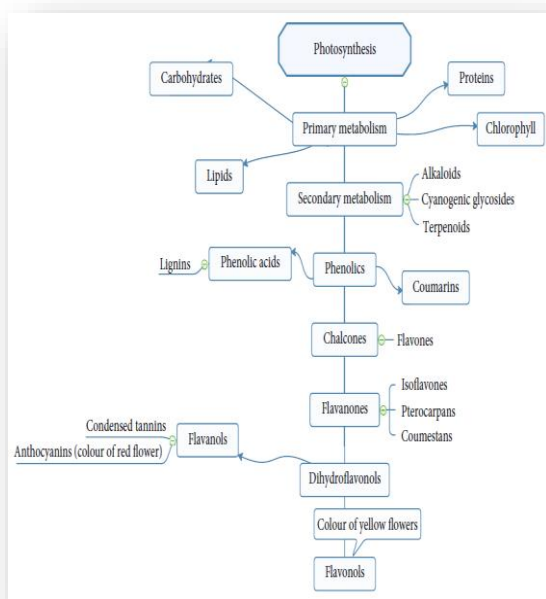 Photosynthesis
Carbohydrates
Proteins
Primary metabolism
Chlorophyll
Lipids
Alkaloids
Secondary metabolism
Cyanogenic glycosides
Terpenoids
Lignins
Phenolic acids
Phenolics
Coumarins
Chalcones
Flavones
Isoflavones
Flavanones
Pterocarpans
Coumestans
Condensed tannins
Anthocyanins (colour of red flower)
Flavanols
Dihydroflavonols
Colour of yellow flowers
Flavonols